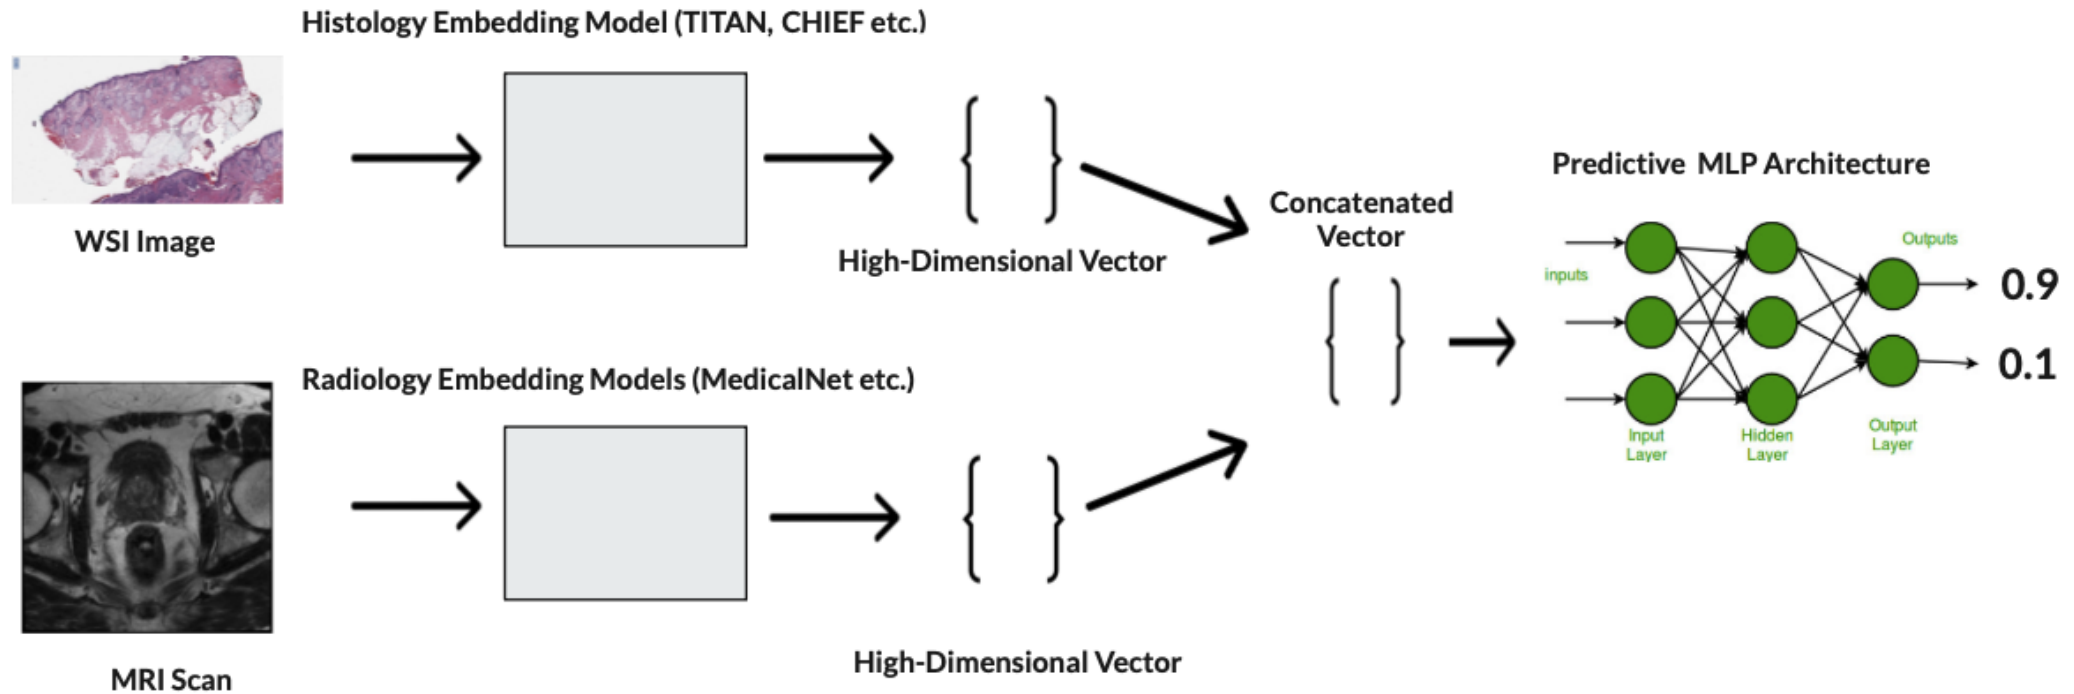 Histology Embedding Model (TITAN, CHIEF etc.)
WSI Image
High-Dimensional Vector
Radiology Embedding Models (MedicalNet etc.)
MRI Scan
High-Dimensional Vector
Concatenated
Vector
Predictive MLP Architecture
inputs
Outputs
0.9
0.1
Input
Layer
Hidden
Layer
Output
Layer